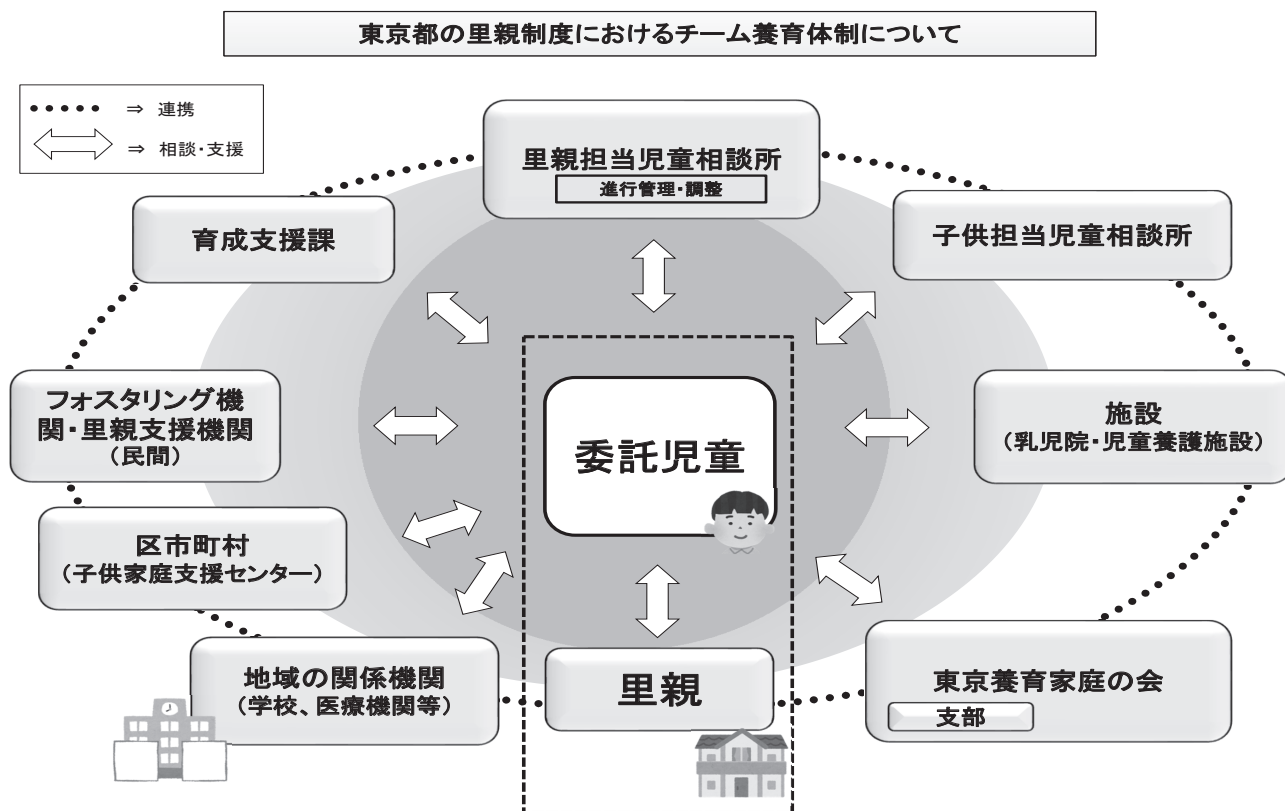 東京都の里親制度におけるチーム養育体制について
⇒ 連携
⇒ 相談・支援
里親担当児童相談所
進行管理・調整
育成支援課
子供担当児童相談所
フォスタリング機
関・里親支援機関
(民間)
委託児童
施設
(乳児院・児童養護施設)
区市町村
(子供家庭支援センター)
地域の関係機関
(学校、医療機関等)
里親
東京養育家庭の会
支部